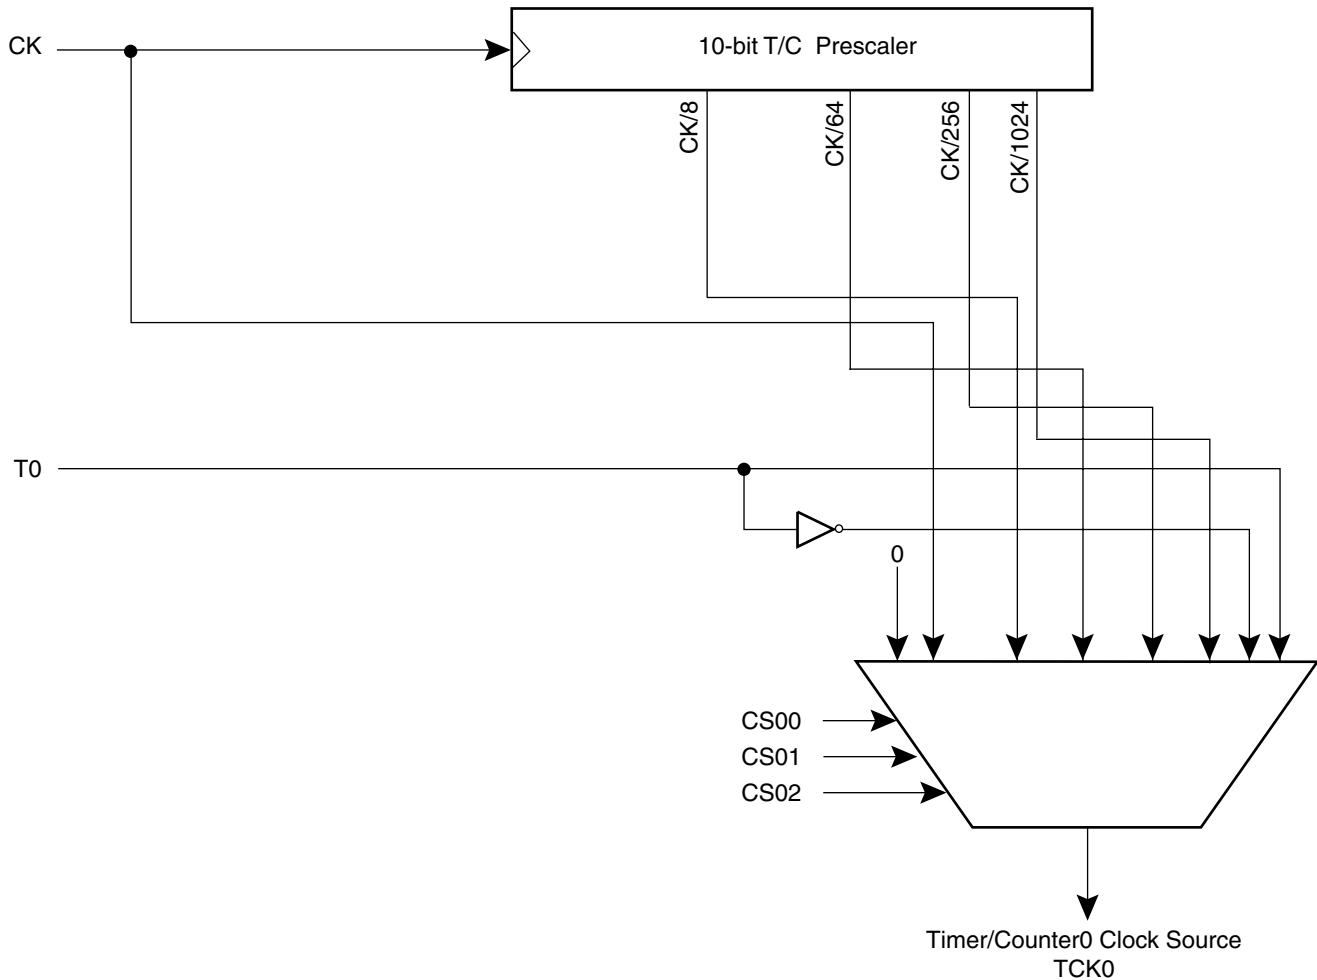 CK
10-bit T/C Prescaler
CK/8
CK/64
CK/256
CK/1024
T0
0
CS00
CS01
CS02
Timer/Counter0 Clock Source
TCK0